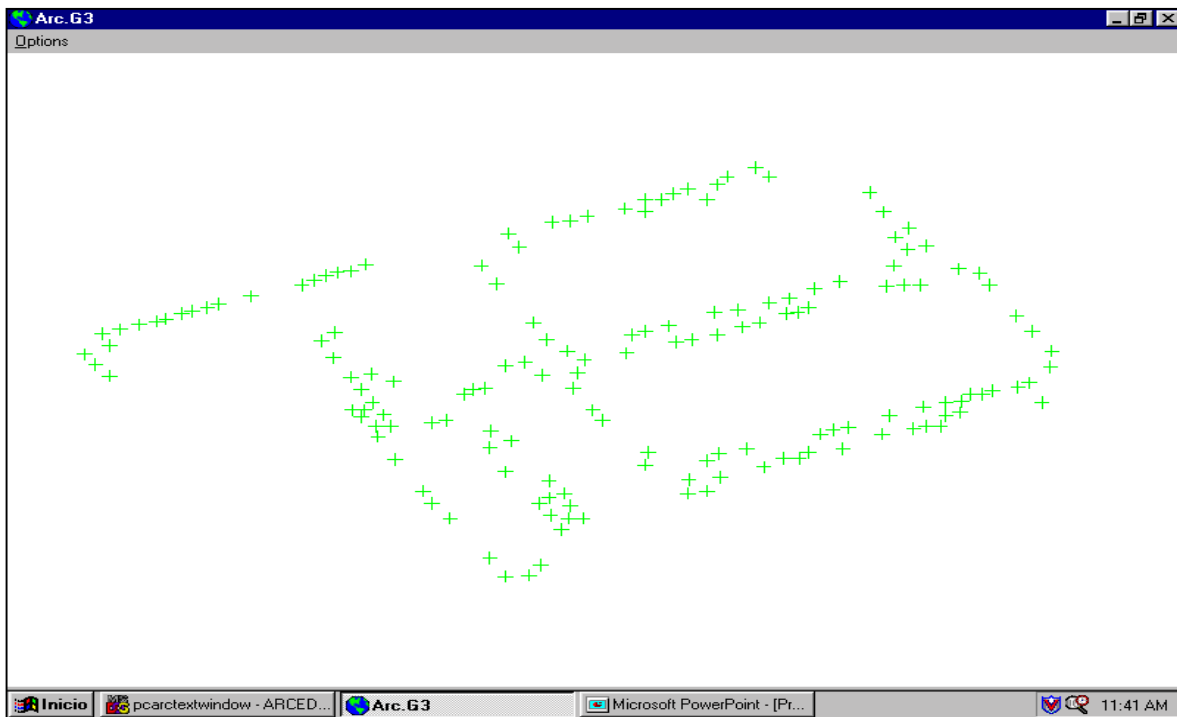 Arc.G3
Options
Inicio pcarctextwindow - ARCED... Arc.G3 Microsoft PowerPoint - [Pr... 11:41 AM